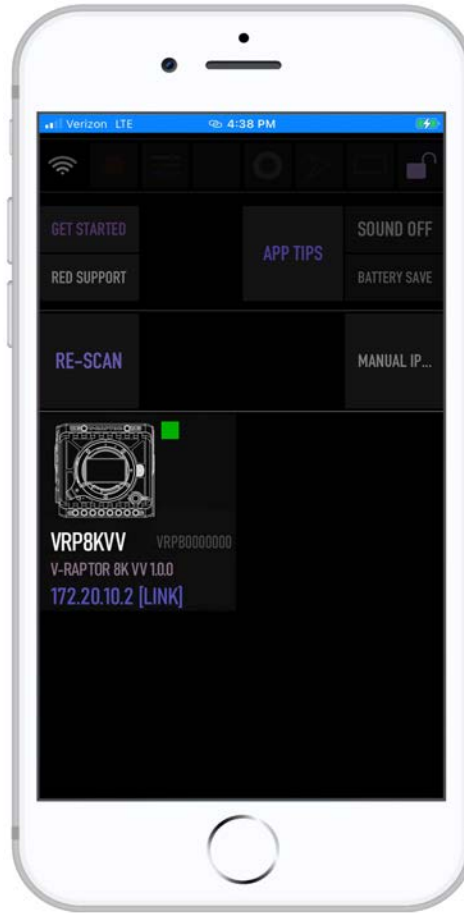 Verizon LTE 4:38 PM
GET STARTED
APP TIPS
SOUND OFF
RED SUPPORT
BATTERY SAVE
RE-SCAN
MANUAL IP...
V-RAPTOR
VRP8KVV VRP80000000
V-RAPTOR 8K VV 1.0.0
172.20.10.2 [LINK]